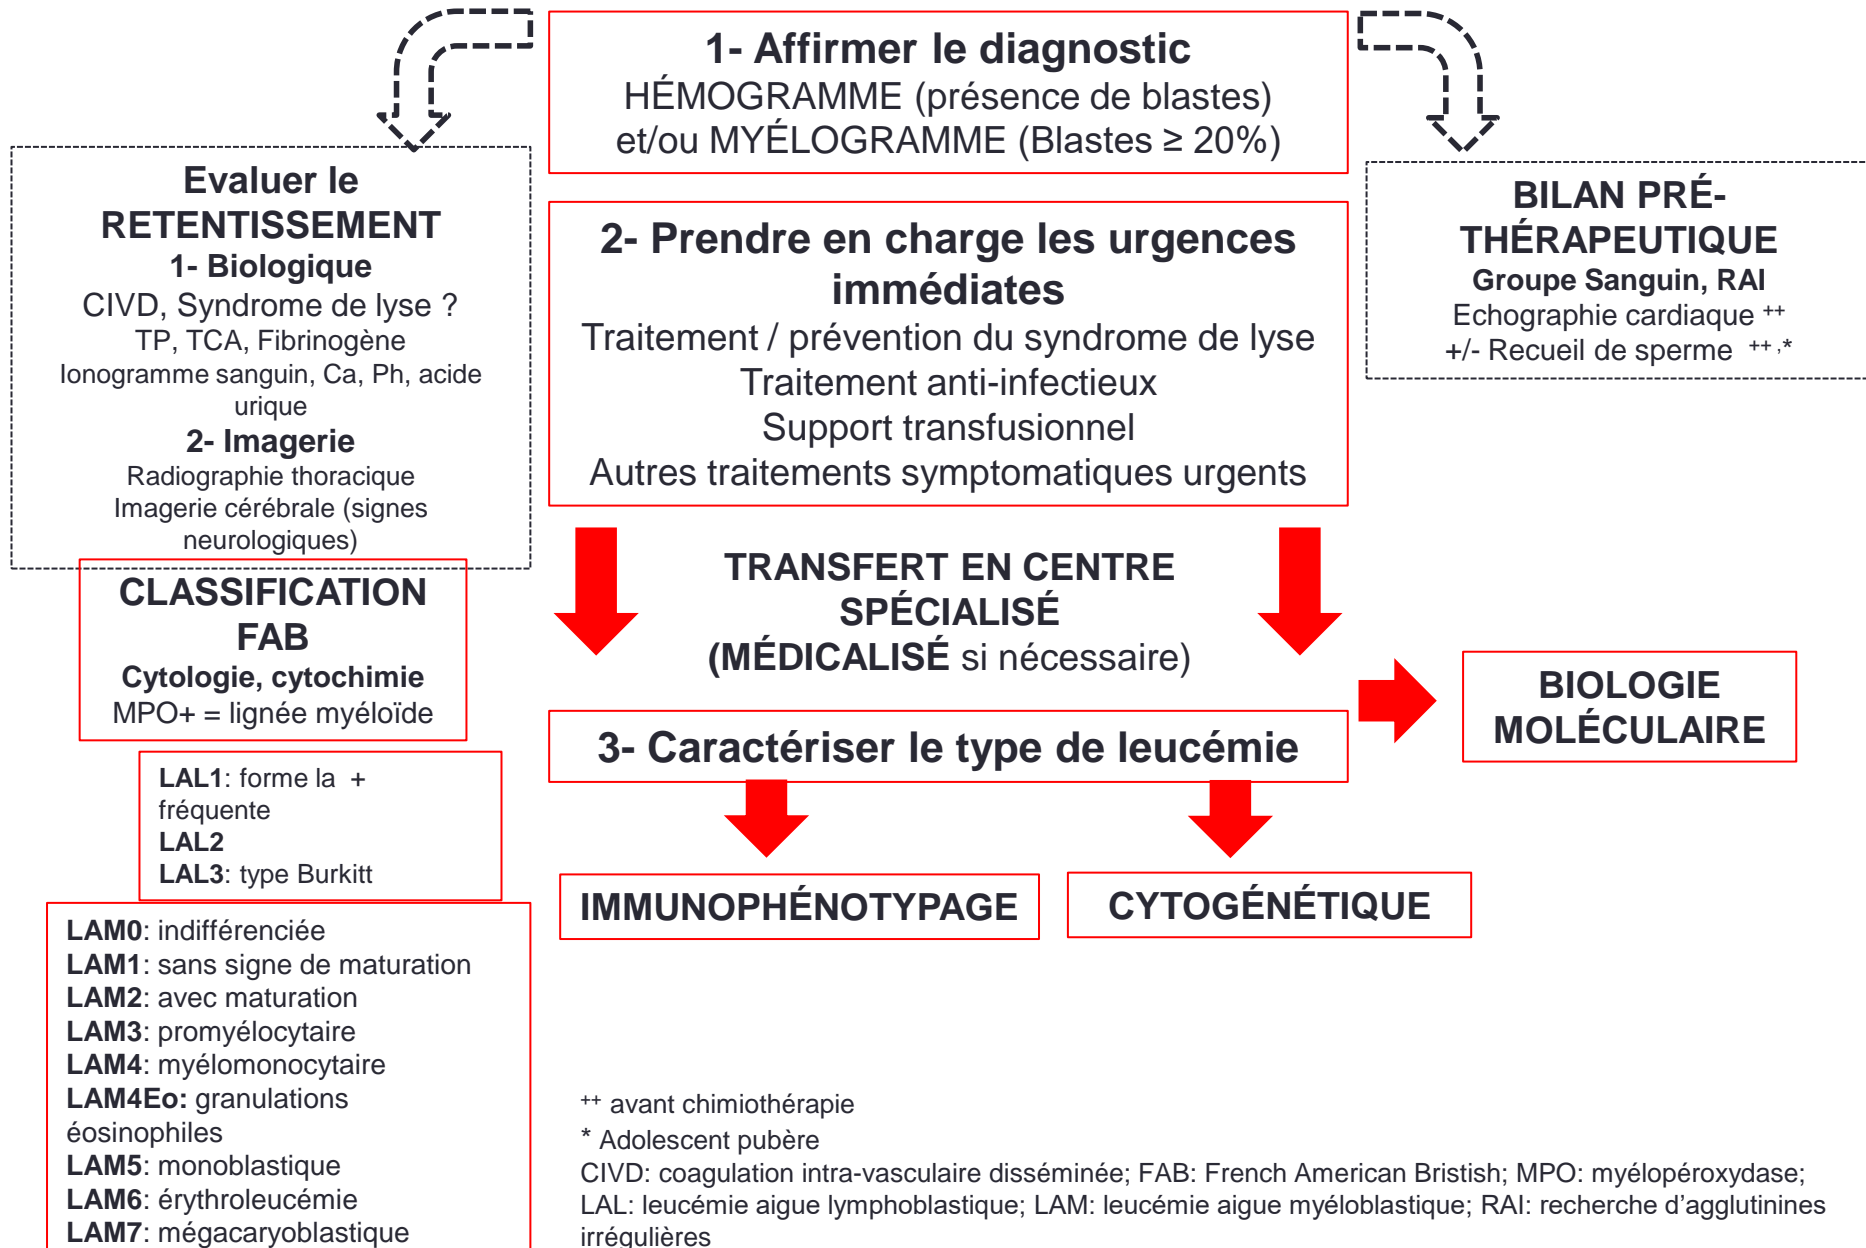 1- Affirmer le diagnostic
HÉMOGRAMME (présence de blastes)
et/ou MYÉLOGRAMME (Blastes ≥ 20%)
Evaluer le
RETENTISSEMENT
1- Biologique
CIVD, Syndrome de lyse ?
TP, TCA, Fibrinogène
Ionogramme sanguin, Ca, Ph, acide
urique
2- Imagerie
Radiographie thoracique
Imagerie cérébrale (signes
neurologiques)
2- Prendre en charge les urgences
immédiates
Traitement / prévention du syndrome de lyse
Traitement anti-infectieux
Support transfusionnel
Autres traitements symptomatiques urgents
BILAN PRÉ-
THÉRAPEUTIQUE
Groupe Sanguin, RAI
Echographie cardiaque ++
+/- Recueil de sperme ++,*
TRANSFERT EN CENTRE
SPÉCIALISÉ
(MÉDICALISÉ si nécessaire)
CLASSIFICATION
FAB
Cytologie, cytochimie
MPO+ = lignée myéloïde
3- Caractériser le type de leucémie
BIOLOGIE
MOLÉCULAIRE
LAL1: forme la +
fréquente
LAL2
LAL3: type Burkitt
IMMUNOPHÉNOTYPAGE
CYTOGÉNÉTIQUE
LAM0: indifférenciée
LAM1: sans signe de maturation
LAM2: avec maturation
LAM3: promyélocytaire
LAM4: myélomonocytaire
LAM4Eo: granulations
éosinophiles
LAM5: monoblastique
LAM6: érythroleucémie
LAM7: mégacaryoblastique
++ avant chimiothérapie
* Adolescent pubère
CIVD: coagulation intra-vasculaire disséminée; FAB: French American Bristish; MPO: myélopéroxydase;
LAL: leucémie aigue lymphoblastique; LAM: leucémie aigue myéloblastique; RAI: recherche d'agglutinines
irrégulières